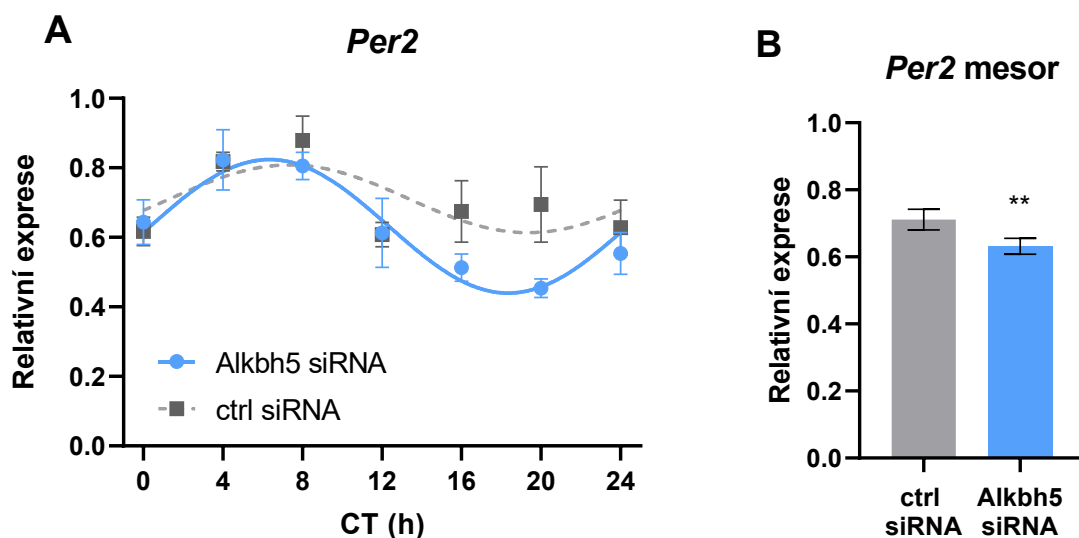 A
Per2
Relativní exprese
1.0
0.8
0.6
0.4
0.2
0.0
Alkbh5 siRNA
ctrl siRNA
0 4 8 12 16 20 24
CT (h)
B
Per2 mesor
Relativní exprese
1.0
0.8
0.6
0.4
0.2
0.0
**
ctrl
siRNA
Alkbh5
siRNA